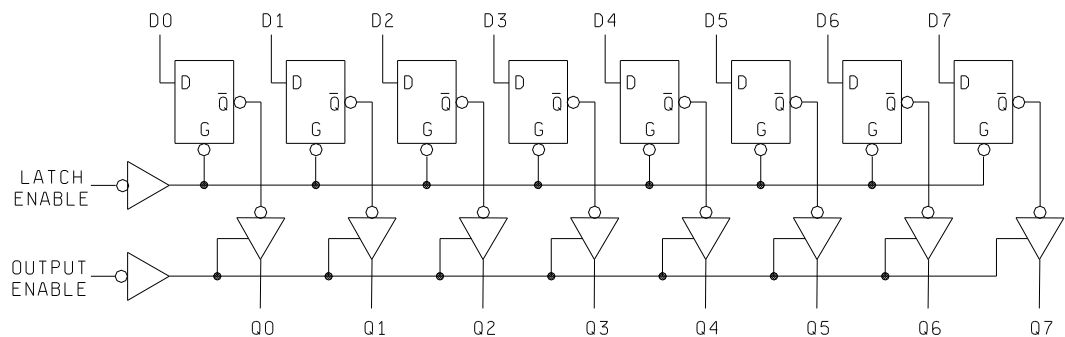 D0 D1 D2 D3 D4 D5 D6 D7
D D D D D D D D
Q̅ Q̅ Q̅ Q̅ Q̅ Q̅ Q̅ Q̅
G G G G G G G G
LATCH
ENABLE
OUTPUT
ENABLE
Q0 Q1 Q2 Q3 Q4 Q5 Q6 Q7